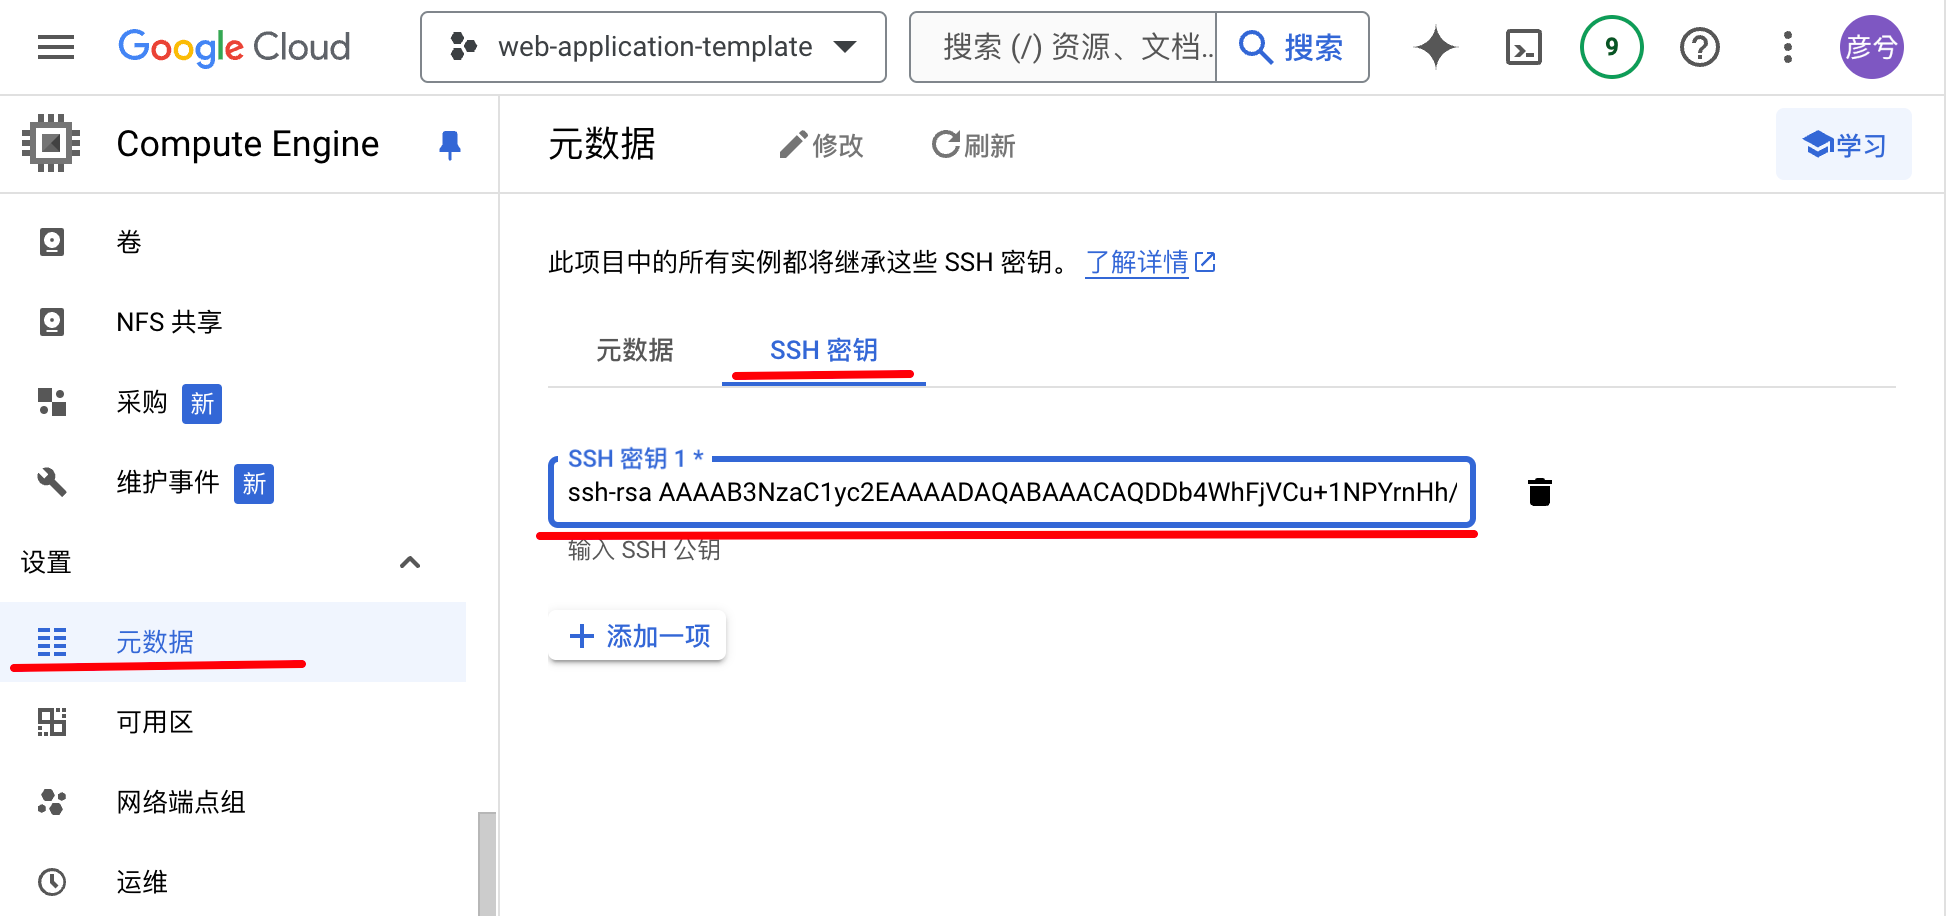 Google Cloud
web-application-template
搜索 (/) 资源、文档...
搜索
9
彦兮
Compute Engine
元数据
修改
刷新
学习
卷
NFS 共享
采购 新
维护事件 新
设置
元数据
可用区
网络端点组
运维
此项目中的所有实例都将继承这些 SSH 密钥。 了解详情
元数据
SSH 密钥
SSH 密钥 1 *
ssh-rsa AAAAB3NzaC1yc2EAAAADAQABAAACAQDDb4WhFjVCu+1NPYrnHh/
输入 SSH 公钥
添加一项